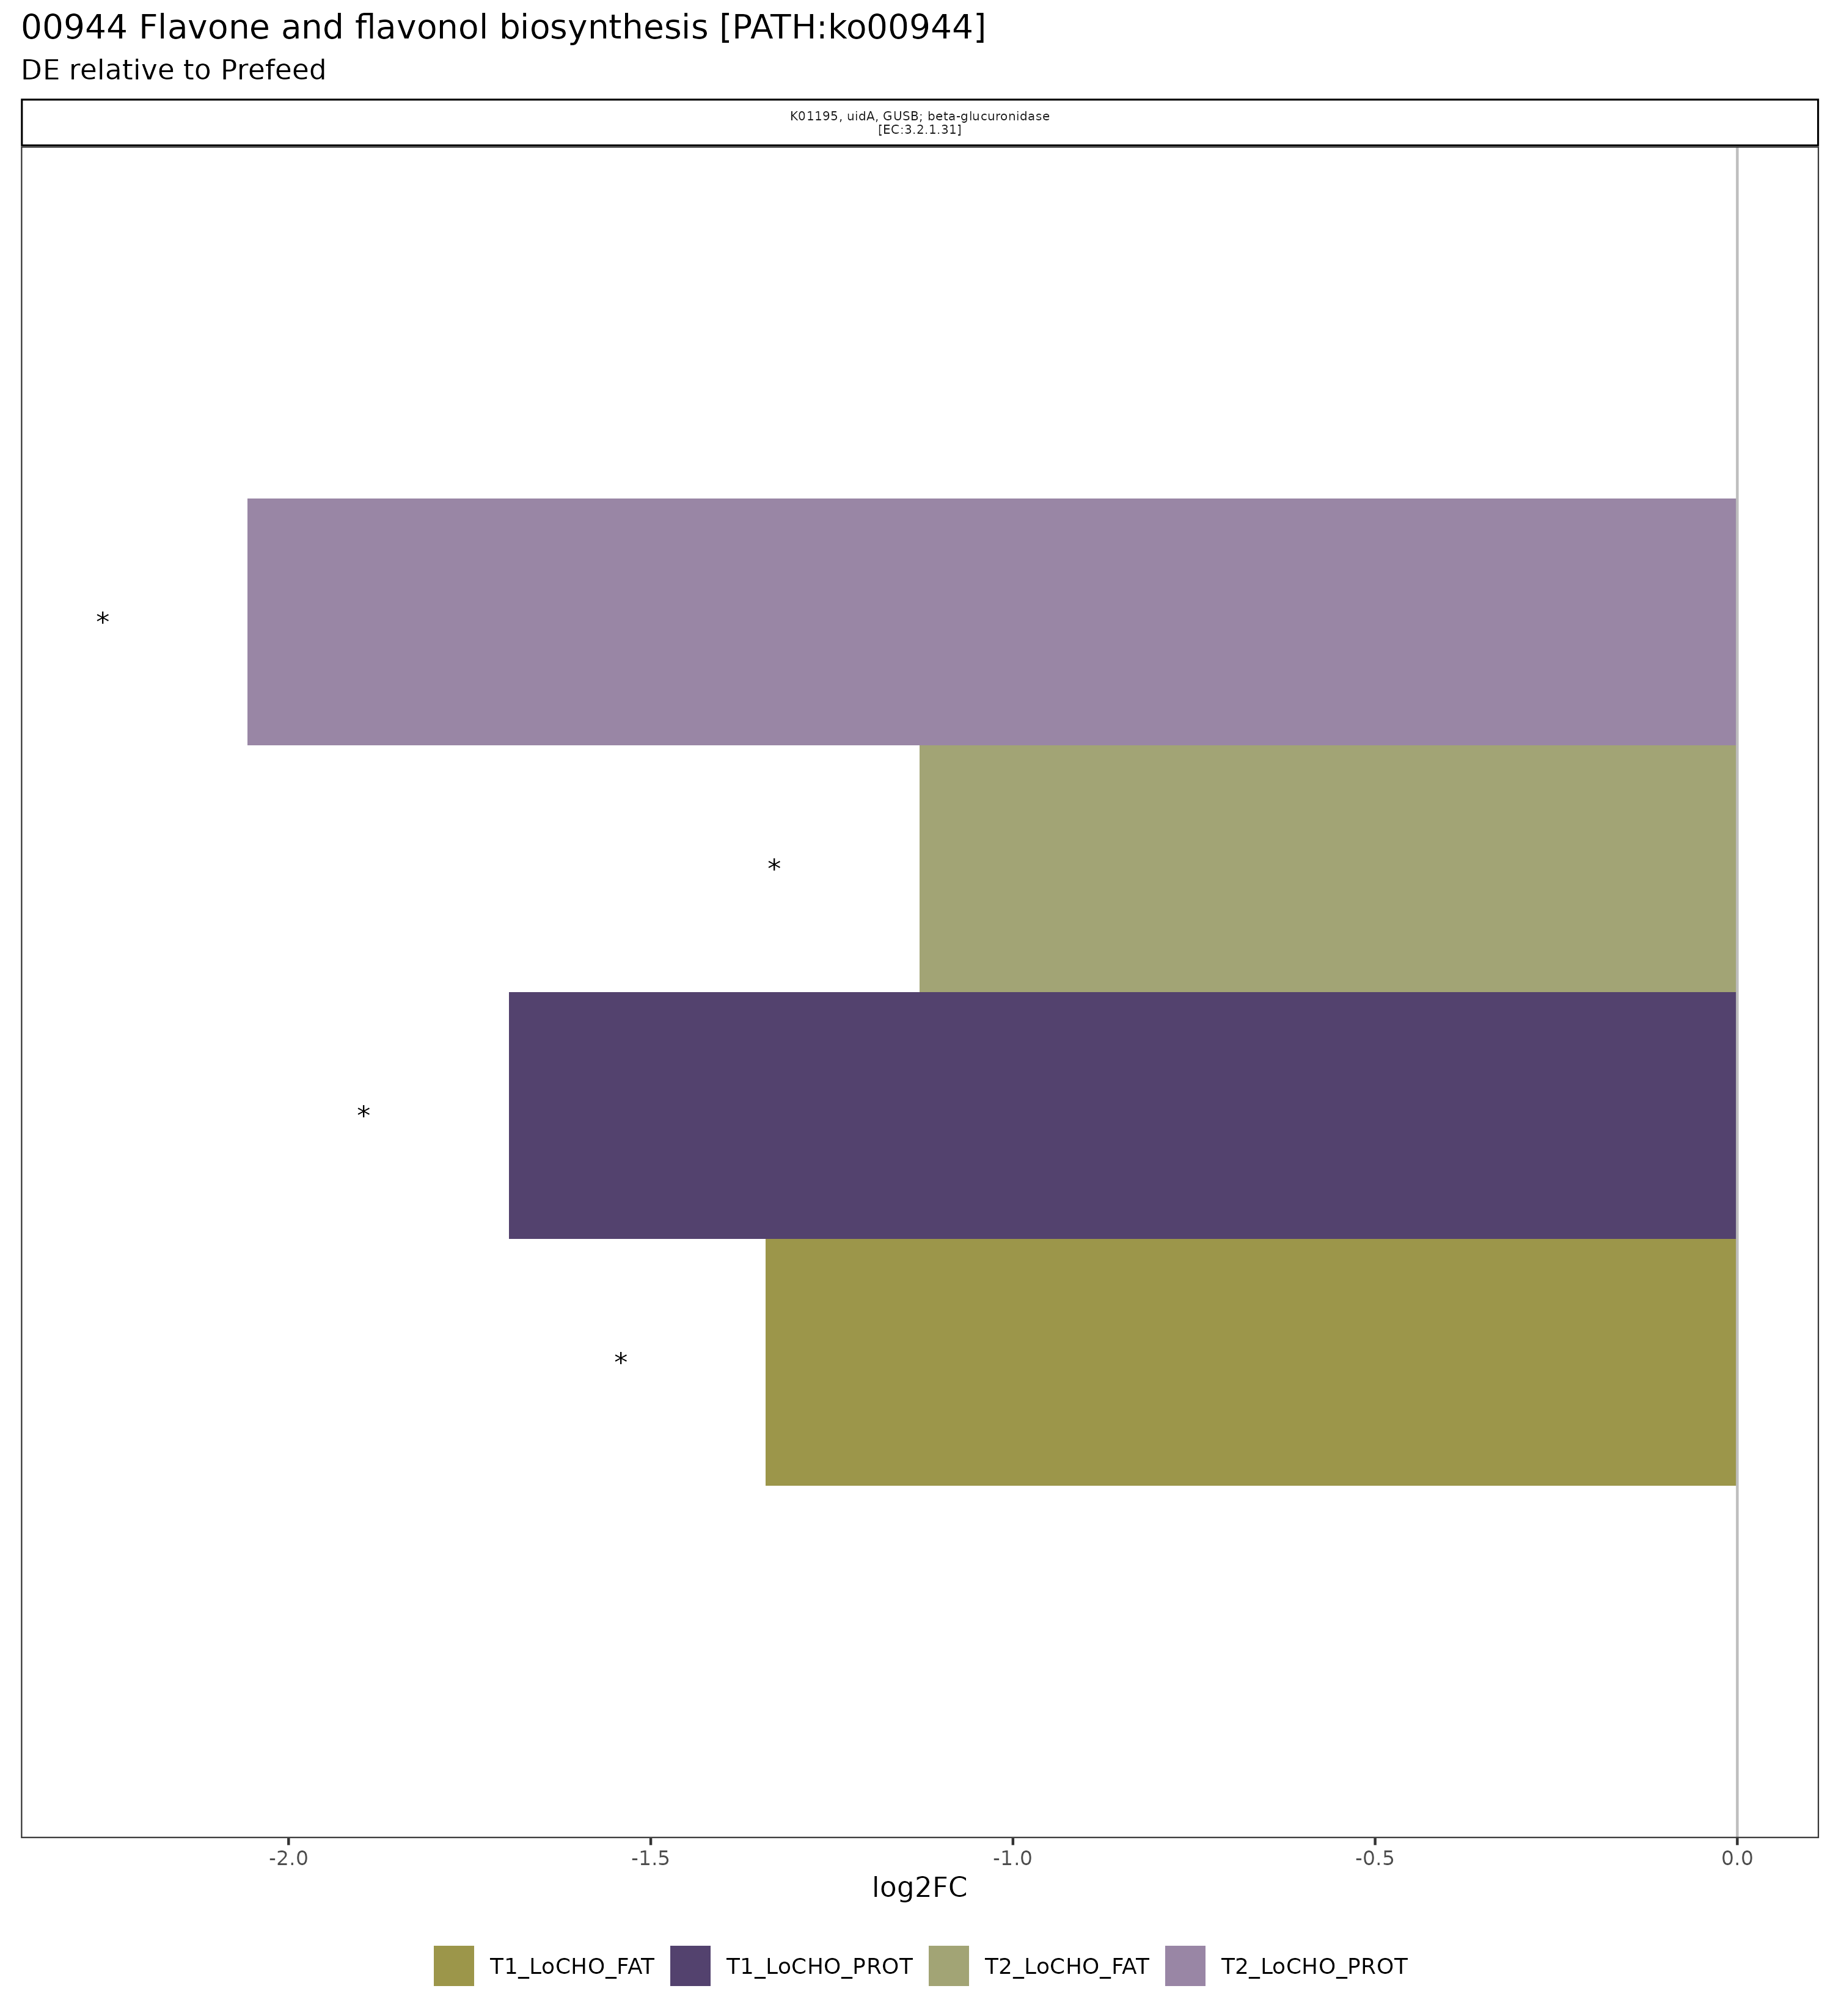 00944 Flavone and flavonol biosynthesis [PATH:ko00944]
DE relative to Prefeed
K01195, uidA, GUSB; beta-glucuronidase
[EC:3.2.1.31]
*
*
*
*
-2.0 -1.5 -1.0 -0.5 0.0
log2FC
T1_LoCHO_FAT T1_LoCHO_PROT T2_LoCHO_FAT T2_LoCHO_PROT